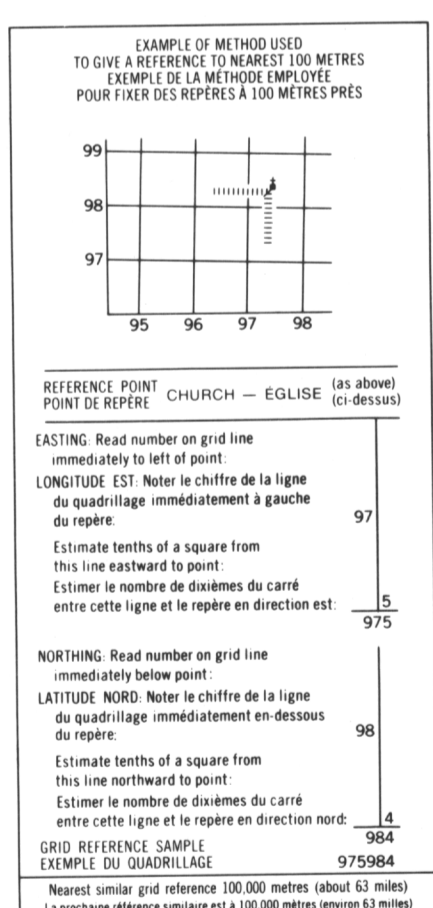 EXAMPLE OF METHOD USED
TO GIVE A REFERENCE TO NEAREST 100 METRES
EXEMPLE DE LA MÉTHODE EMPLOYÉE
POUR FIXER DES REPÈRES À 100 MÈTRES PRÈS
99
98
97
95 96 97 98
REFERENCE POINT CHURCH — ÉGLISE (as above)
POINT DE REPÈRE (ci-dessus)
EASTING: Read number on grid line
immediately to left of point:
LONGITUDE EST: Noter le chiffre de la ligne
du quadrillage immédiatement à gauche
du repère: 97
Estimate tenths of a square from
this line eastward to point:
Estimer le nombre de dixièmes du carré
entre cette ligne et le repère en direction est: 5
975
NORTHING: Read number on grid line
immediately below point:
LATITUDE NORD: Noter le chiffre de la ligne
du quadrillage immédiatement en-dessous
du repère: 98
Estimate tenths of a square from
this line northward to point:
Estimer le nombre de dixièmes du carré
entre cette ligne et le repère en direction nord: 4
984
GRID REFERENCE SAMPLE
EXEMPLE DU QUADRILLAGE 975984
Nearest similar grid reference 100,000 metres (about 63 miles)
La prochaine référence similaire est à 100,000 mètres (environ 63 milles)